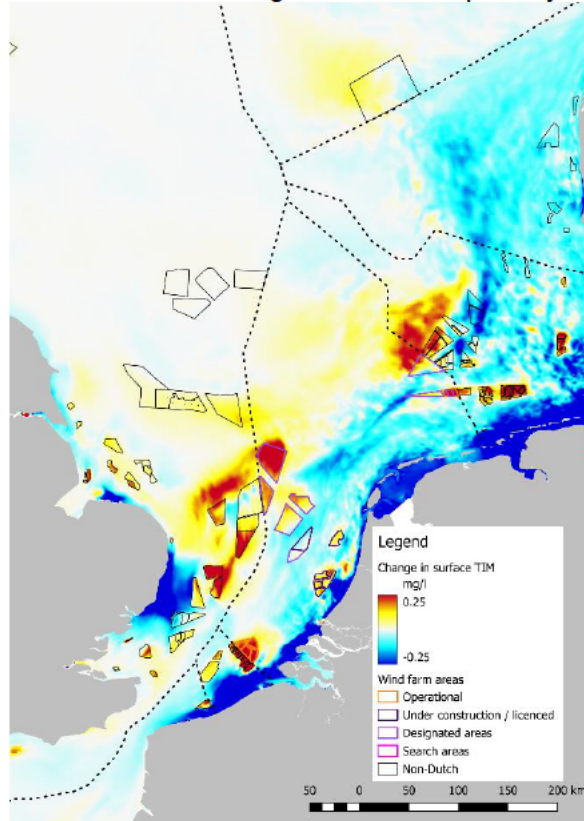 Legend
Change in surface TIM
mg/l
0.25
-0.25
Wind farm areas
Operational
Under construction / licenced
Designated areas
Search areas
Non-Dutch
50 0 50 100 150 200 km